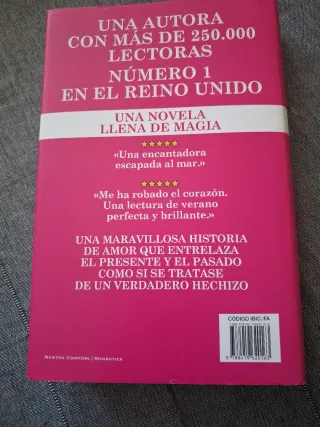 UNA AUTORA
CON MÁS DE 250.000
LECTORAS
NÚMERO 1
EN EL REINO UNIDO
UNA NOVELA
LLENA DE MAGIA
«Una encantadora
escapada al mar.»
«Me ha robado el corazón.
Una lectura de verano
perfecta y brillante.»
UNA MARAVILLOSA HISTORIA
DE AMOR QUE ENTRELAZA
EL PRESENTE Y EL PASADO
COMO SI SE TRATASE
DE UN VERDADERO HECHIZO
CÓDIGO IBIC: FA
NEWTON COMPTON | ROMÁNTICA